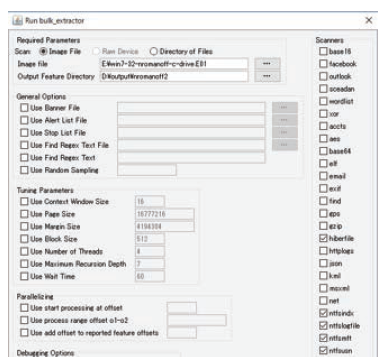 Run bulk_extractor
Required Parameters
Scan: Image File Raw Device Directory of Files
Image file E:¥win7-32-nromanoff-c-drive.E01 ...
Output Feature Directory D:¥output¥nromanoff2 ...
General Options
Use Banner File ...
Use Alert List File ...
Use Stop List File ...
Use Find Regex Text File ...
Use Find Regex Text
Use Random Sampling
Tuning Parameters
Use Context Window Size 16
Use Page Size 16777216
Use Margin Size 4194304
Use Block Size 512
Use Number of Threads 4
Use Maximum Recursion Depth 7
Use Wait Time 60
Parallelizing
Use start processing at offset
Use process range offset o1-o2
Use add offset to reported feature offsets
Debugging Options
Scanners
base16
facebook
outlook
sceadan
wordlist
xor
accts
aes
base64
elf
email
exif
find
gps
gzip
hiberfile
httplogs
json
kml
msxml
net
ntfsindx
ntfslogfile
ntfsmft
ntfsusn